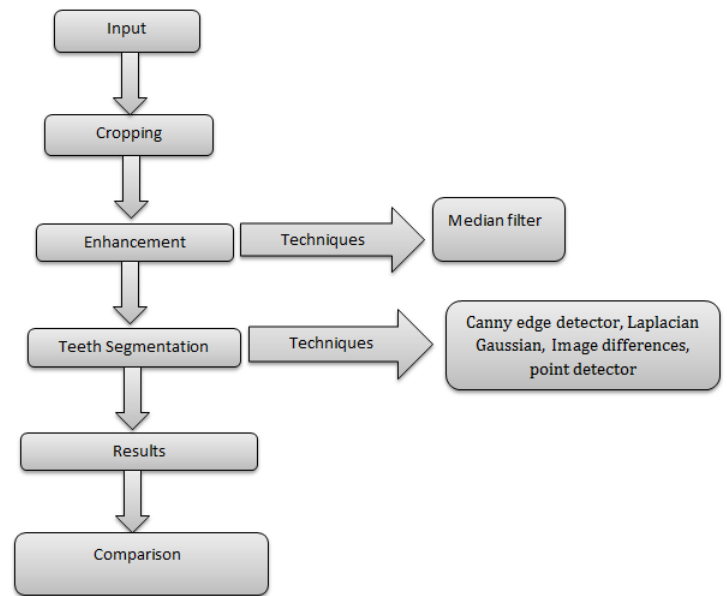 Input
Cropping
Enhancement
Techniques
Median filter
Teeth Segmentation
Techniques
Canny edge detector, Laplacian
Gaussian, Image differences,
point detector
Results
Comparison